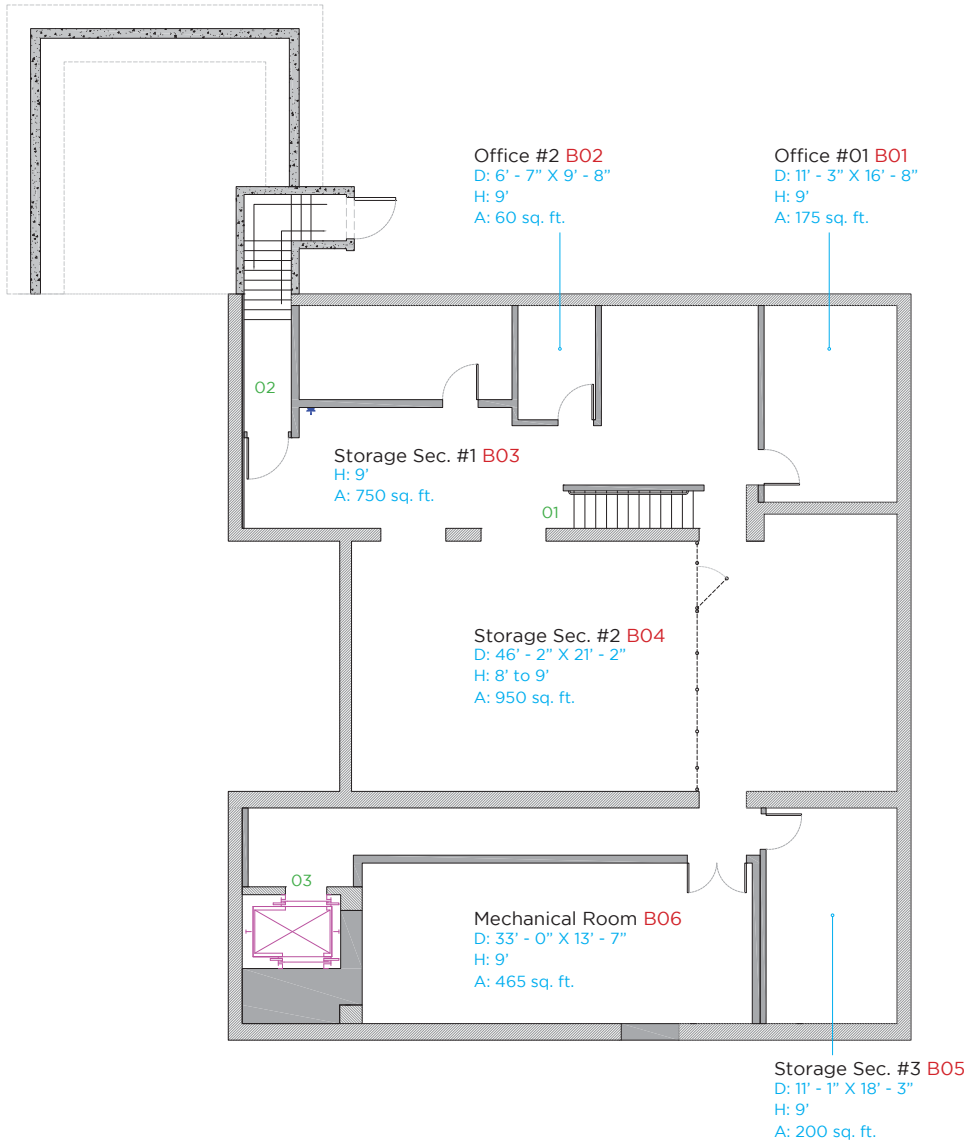 Office #2 B02
D: 6’ - 7” X 9’ - 8”
H: 9’
A: 60 sq. ft.
Office #01 B01
D: 11’ - 3” X 16’ - 8”
H: 9’
A: 175 sq. ft.
02
Storage Sec. #1 B03
H: 9’
A: 750 sq. ft.
01
Storage Sec. #2 B04
D: 46’ - 2” X 21’ - 2”
H: 8’ to 9’
A: 950 sq. ft.
03
Mechanical Room B06
D: 33’ - 0” X 13’ - 7”
H: 9’
A: 465 sq. ft.
Storage Sec. #3 B05
D: 11’ - 1” X 18’ - 3”
H: 9’
A: 200 sq. ft.